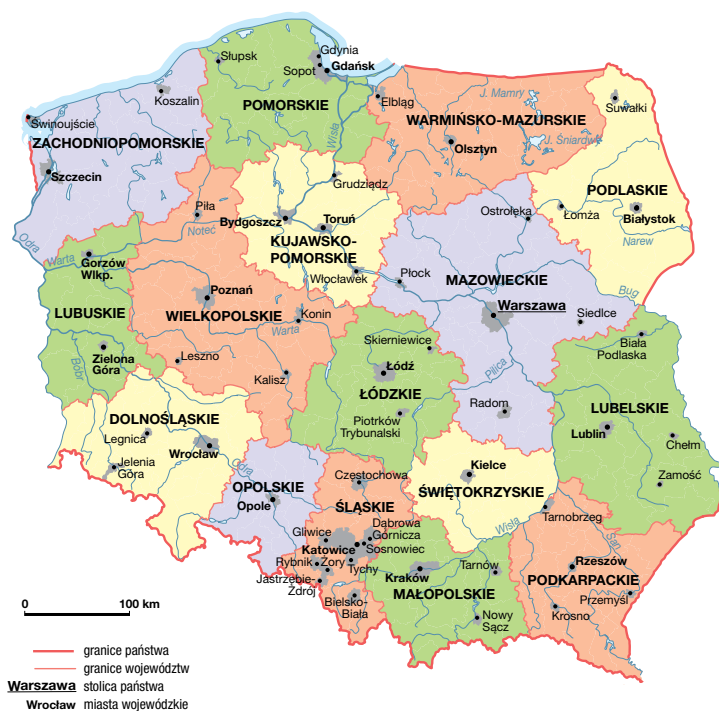 Gdynia
Słupsk
Sopot
Gdańsk
Koszalin
POMORSKIE
Elbląg
J. Mamry
Suwałki
Świnoujście
WARMIŃSKO-MAZURSKIE
ZACHODNIOPOMORSKIE
Wisła
J. Śniardwy
Olsztyn
Szczecin
Grudziądz
PODLASKIE
Piła
Ostrołęka
Łomża
Białystok
Bydgoszcz
Toruń
Odra
Noteć
KUJAWSKO-
POMORSKIE
Narew
Warta
Gorzów
Wlkp.
Włocławek
Płock
MAZOWIECKIE
Bug
Poznań
Warszawa
LUBUSKIE
WIELKOPOLSKIE
Konin
Siedlce
Warta
Skierniewice
Biała
Podlaska
Zielona
Góra
Leszno
Bóbr
Kalisz
Łódź
Pilica
ŁÓDZKIE
Radom
LUBELSKIE
DOLNOŚLĄSKIE
Piotrków
Trybunalski
Legnica
Lublin
Chełm
Wrocław
Jelenia
Góra
Odra
Kielce
Zamość
OPOLSKIE
Częstochowa
ŚWIĘTOKRZYSKIE
Opole
ŚLĄSKIE
Tarnobrzeg
Wisła
Gliwice
Dąbrowa
Górnicza
Katowice
Sosnowiec
San
Rybnik
Żory
Tychy
Rzeszów
Jastrzębie-
Zdrój
Kraków
Tarnów
PODKARPACKIE
MAŁOPOLSKIE
Przemyśl
Bielsko-
Biała
Nowy
Sącz
Krosno
0 100 km
granice państwa
granice województw
Warszawa stolica państwa
Wrocław miasta wojewódzkie